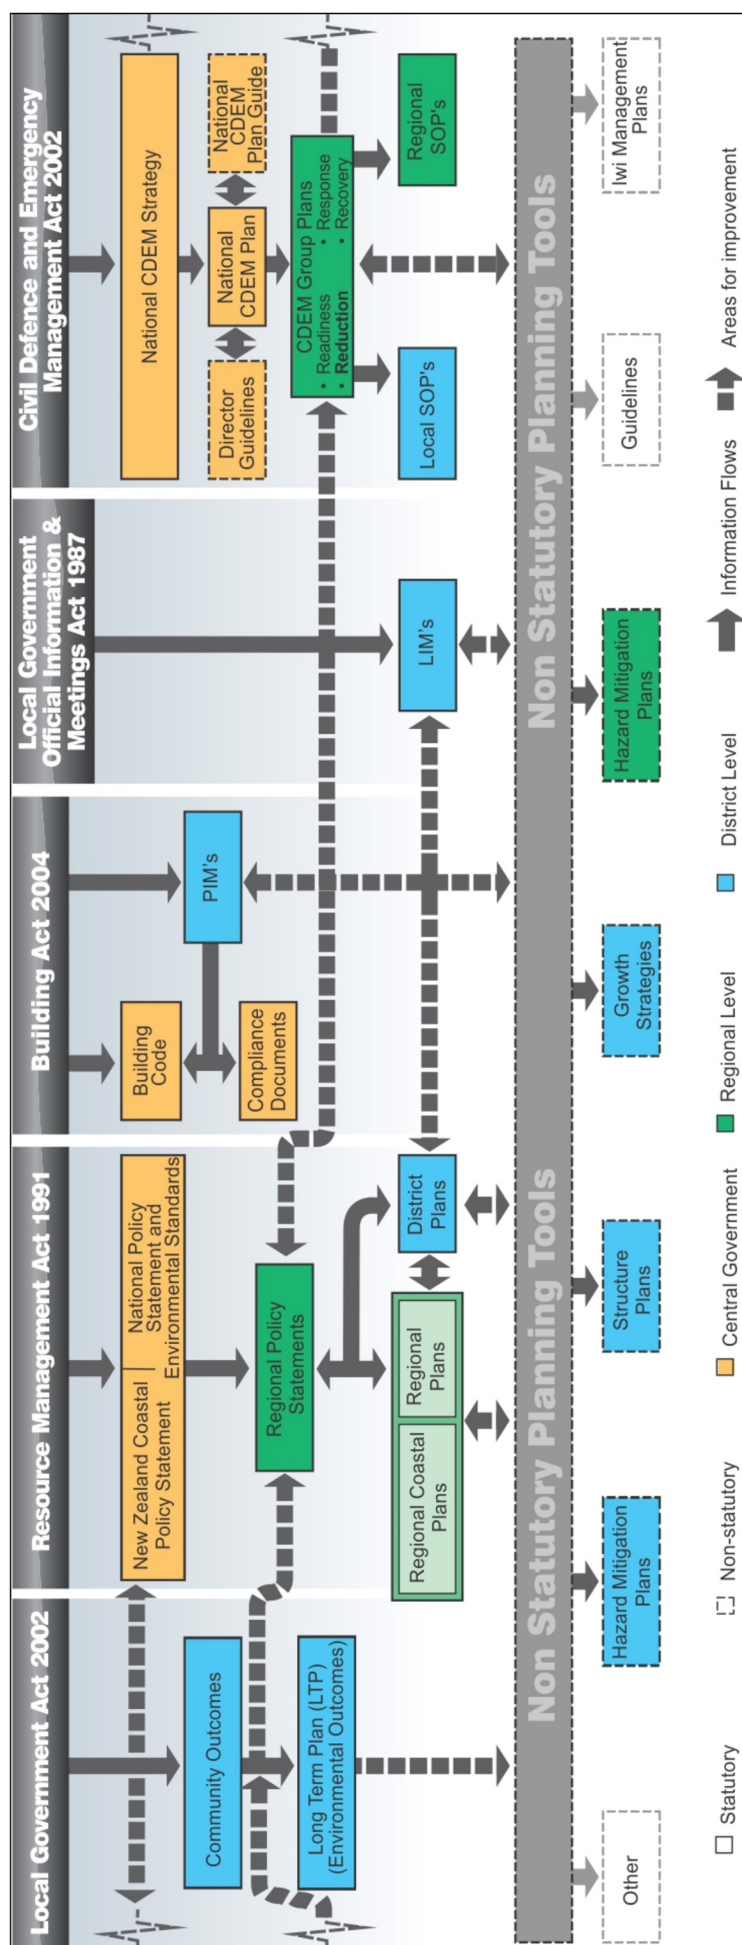 Local Government Act 2002
Resource Management Act 1991
Building Act 2004
Local Government
Official Information &
Meetings Act 1987
Civil Defence and Emergency
Management Act 2002
Community Outcomes
Long Term Plan (LTP)
(Environmental Outcomes)
New Zealand Coastal
Policy Statement
National Policy
Statement and
Environmental Standards
Regional Policy
Statements
Regional Coastal
Plans
Regional
Plans
District
Plans
Building
Code
PIM's
Compliance
Documents
LIM's
National CDEM Strategy
Director
Guidelines
National
CDEM Plan
National
CDEM
Plan Guide
CDEM Group Plans
• Readiness • Response
• Reduction • Recovery
Local SOP's
Regional
SOP's
Non Statutory Planning Tools
Non Statutory Planning Tools
Other
Hazard Mitigation
Plans
Structure
Plans
Growth
Strategies
Hazard Mitigation
Plans
Guidelines
Iwi Management
Plans
Statutory
Non-statutory
Central Government
Regional Level
District Level
Information Flows
Areas for improvement